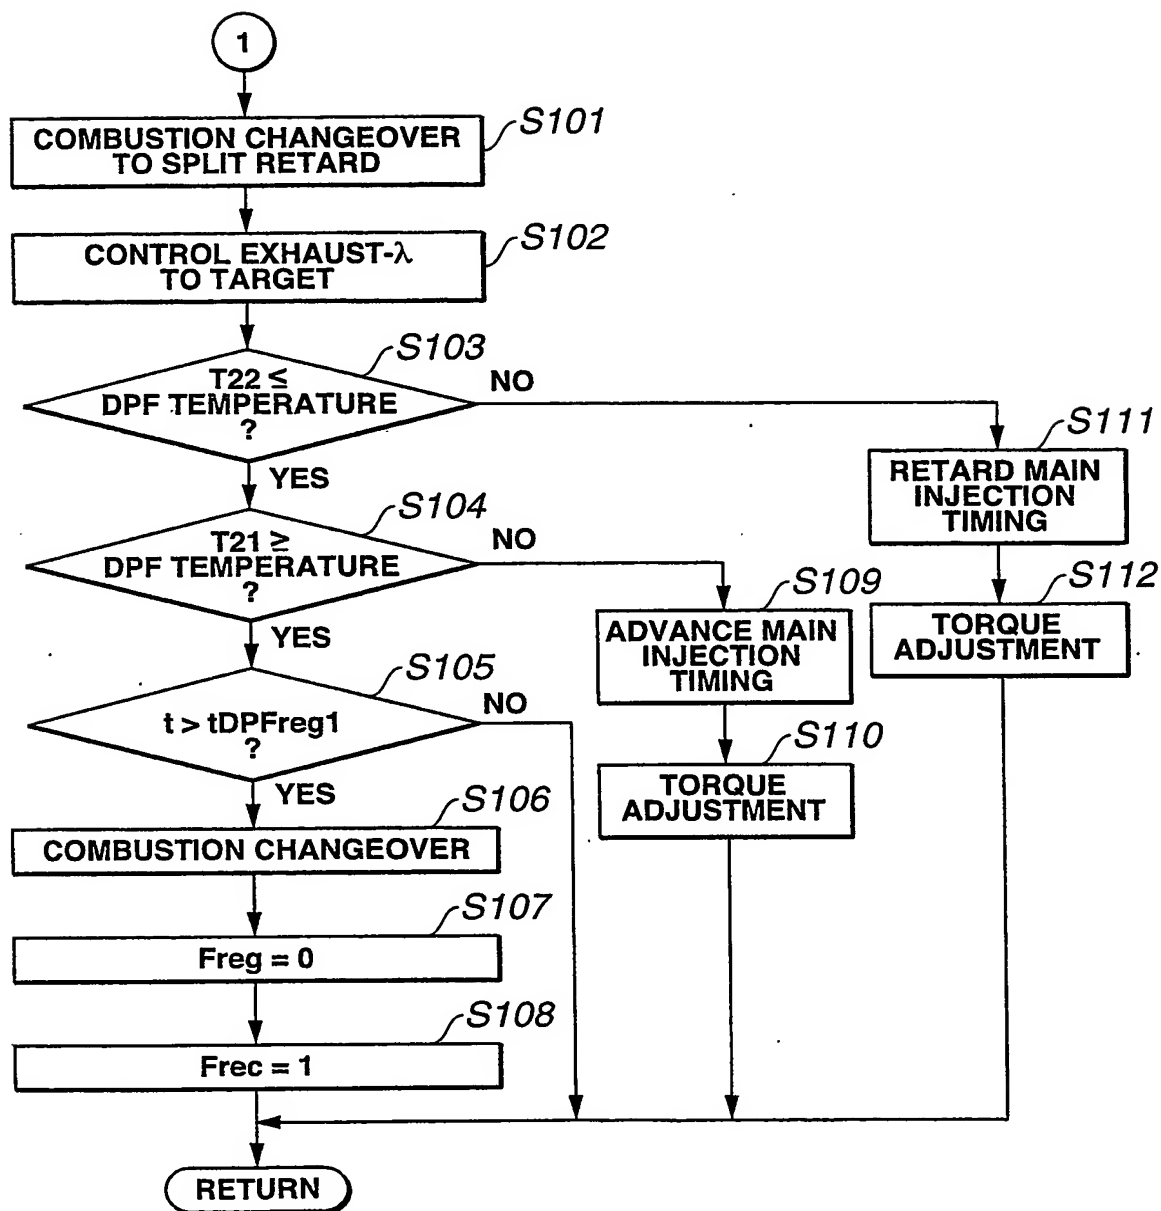 1
COMBUSTION CHANGEOVER
TO SPLIT RETARD
S101
CONTROL EXHAUST-λ
TO TARGET
S102
T22 ≤
DPF TEMPERATURE
?
S103
NO
YES
S111
RETARD MAIN
INJECTION
TIMING
T21 ≥
DPF TEMPERATURE
?
S104
NO
YES
S109
ADVANCE MAIN
INJECTION
TIMING
S112
TORQUE
ADJUSTMENT
t > tDPFreg1
?
S105
NO
YES
S110
TORQUE
ADJUSTMENT
S106
COMBUSTION CHANGEOVER
S107
Freg = 0
S108
Frec = 1
RETURN